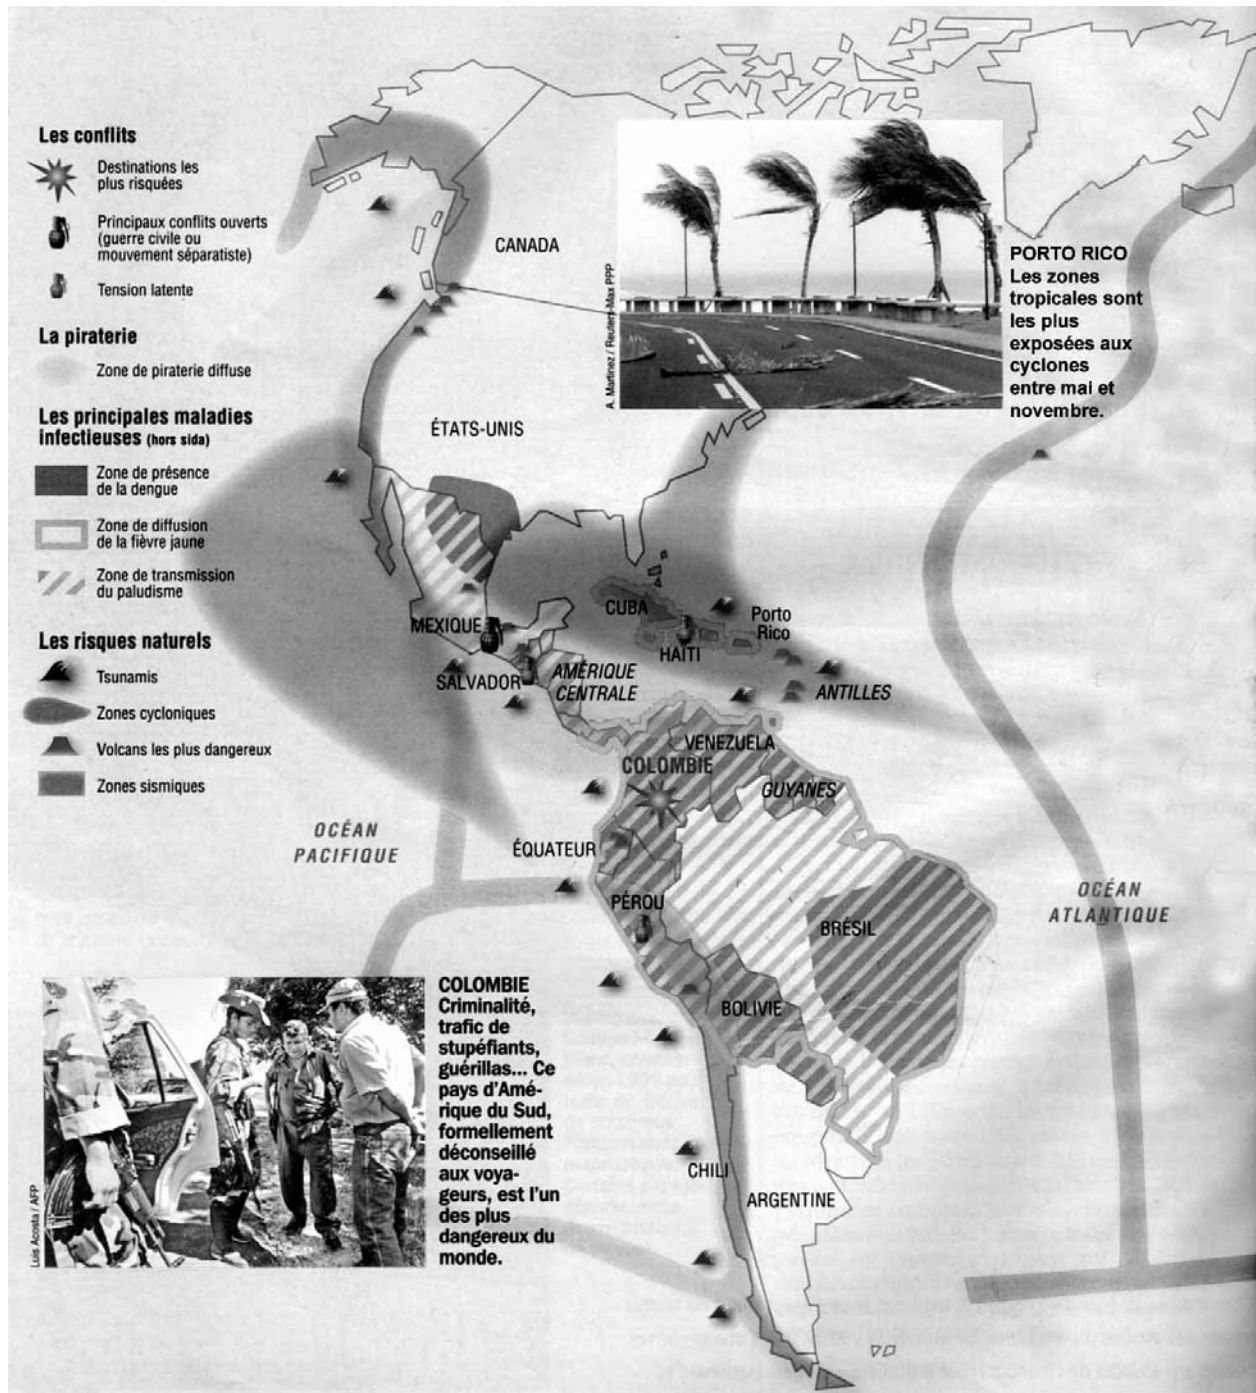 Les conflits
Destinations les
plus risquées
Principaux conflits ouverts
(guerre civile ou
mouvement séparatiste)
Tension latente
La piraterie
Zone de piraterie diffuse
Les principales maladies
infectieuses (hors sida)
Zone de présence
de la dengue
Zone de diffusion
de la fièvre jaune
Zone de transmission
du paludisme
Les risques naturels
Tsunamis
Zones cycloniques
Volcans les plus dangereux
Zones sismiques
CANADA
ÉTATS-UNIS
A. Martinez / Reuters-Max PPP
PORTO RICO
Les zones
tropicales sont
les plus
exposées aux
cyclones
entre mai et
novembre.
MEXIQUE
CUBA
Porto
Rico
HAÏTI
SALVADOR
AMÉRIQUE
CENTRALE
ANTILLES
VENEZUELA
COLOMBIE
GUYANES
OCÉAN
PACIFIQUE
ÉQUATEUR
PÉROU
BRÉSIL
OCÉAN
ATLANTIQUE
BOLIVIE
CHILI
ARGENTINE
Luis Acosta / AFP
COLOMBIE
Criminalité,
trafic de
stupéfiants,
guérillas... Ce
pays d'Amé-
rique du Sud,
formellement
déconseillé
aux voya-
geurs, est l'un
des plus
dangereux du
monde.